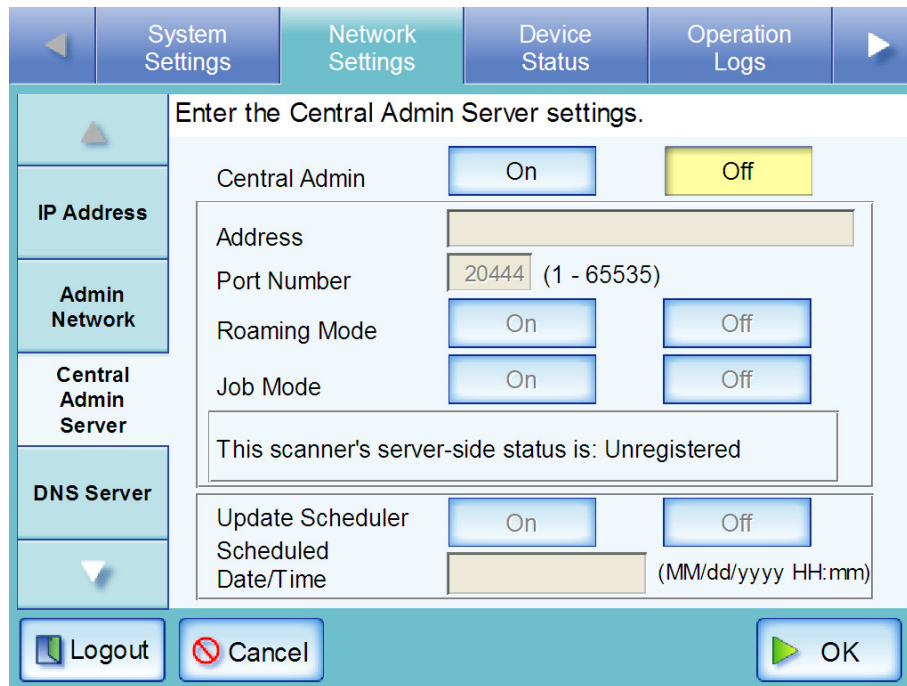 System Settings
Network Settings
Device Status
Operation Logs
Enter the Central Admin Server settings.
IP Address
Admin Network
Central Admin Server
DNS Server
Central Admin On Off
Address
Port Number 20444 (1 - 65535)
Roaming Mode On Off
Job Mode On Off
This scanner's server-side status is: Unregistered
Update Scheduler On Off
Scheduled Date/Time (MM/dd/yyyy HH:mm)
Logout Cancel OK